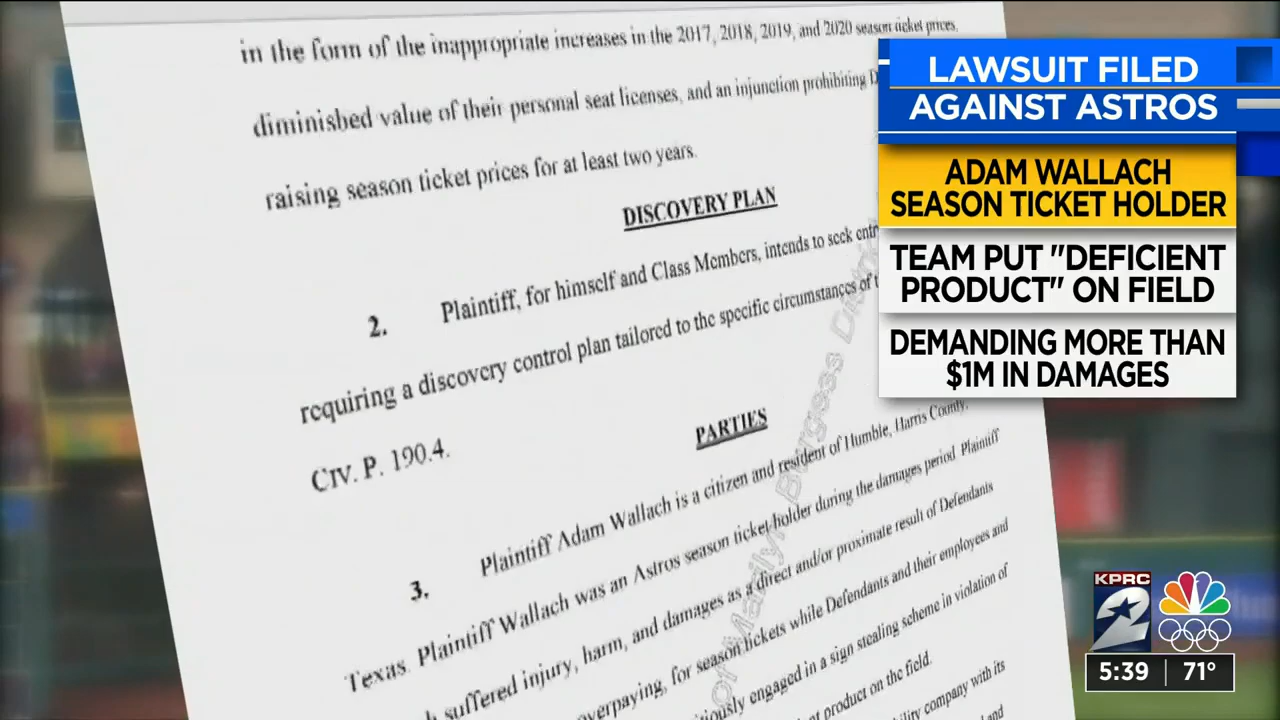 in the form of the inappropriate increases in the 2017, 2018, 2019, and 2020 season ticket prices,
diminished value of their personal seat licenses, and an injunction prohibiting
raising season ticket prices for at least two years.
DISCOVERY PLAN
2. Plaintiff, for himself and Class Members, intends to seek
requiring a discovery control plan tailored to the specific circumstances of
CIV. P. 190.4.
PARTIES
3. Plaintiff Adam Wallach is a citizen and resident of Humble, Harris County,
Texas. Plaintiff Wallach was an Astros season ticket holder during the damages period. Plaintiff
suffered injury, harm, and damages as a direct and/or proximate result of Defendants
overpaying, for season tickets while Defendants and their employees and
engaged in a sign stealing scheme in violation of
product on the field.
company with its
and
of Marilyn Burgess
LAWSUIT FILED
AGAINST ASTROS
ADAM WALLACH
SEASON TICKET HOLDER
TEAM PUT "DEFICIENT
PRODUCT" ON FIELD
DEMANDING MORE THAN
$1M IN DAMAGES
KPRC
2
5:39 71°